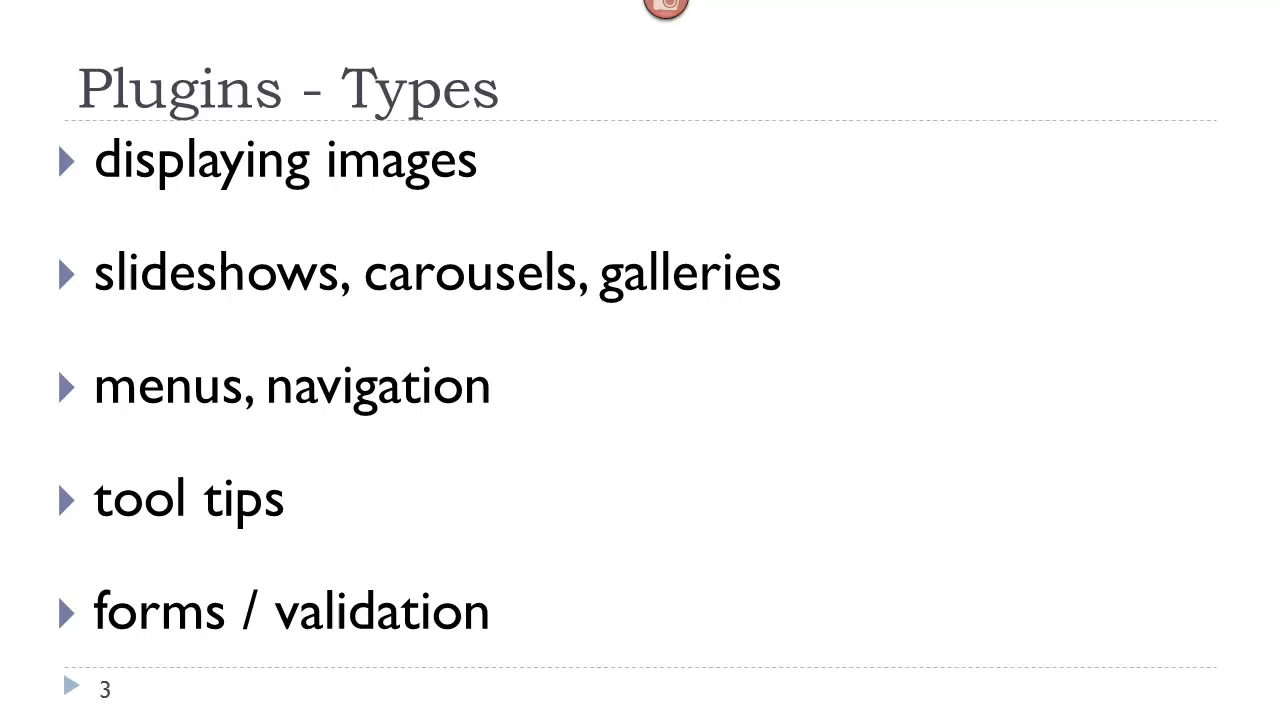 Plugins - Types
displaying images
slideshows, carousels, galleries
menus, navigation
tool tips
forms / validation
3